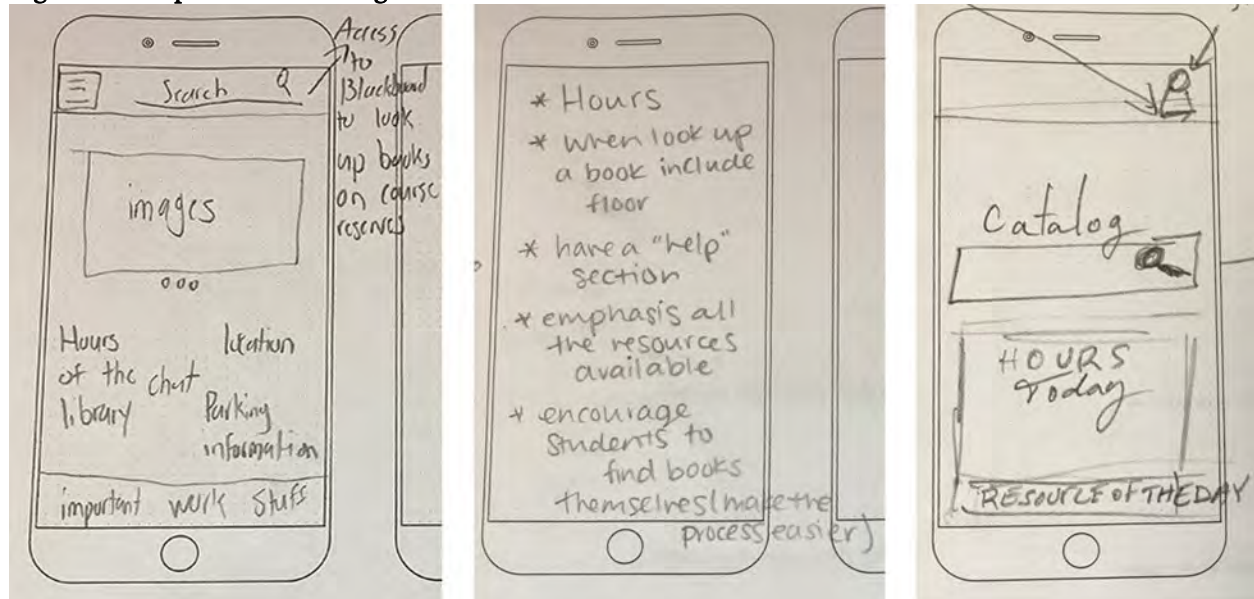 Search
Access
to
Blackboard
to look
up books
on course
reserves
images
Hours
of the
library
chat
location
Parking
information
important work stuff
* Hours
* when look up
a book include
floor
* have a "help"
section
* emphasis all
the resources
available
* encourage
students to
find books
themselves (make the
process easier)
Catalog
HOURS
Today
RESOURCE OF THE DAY